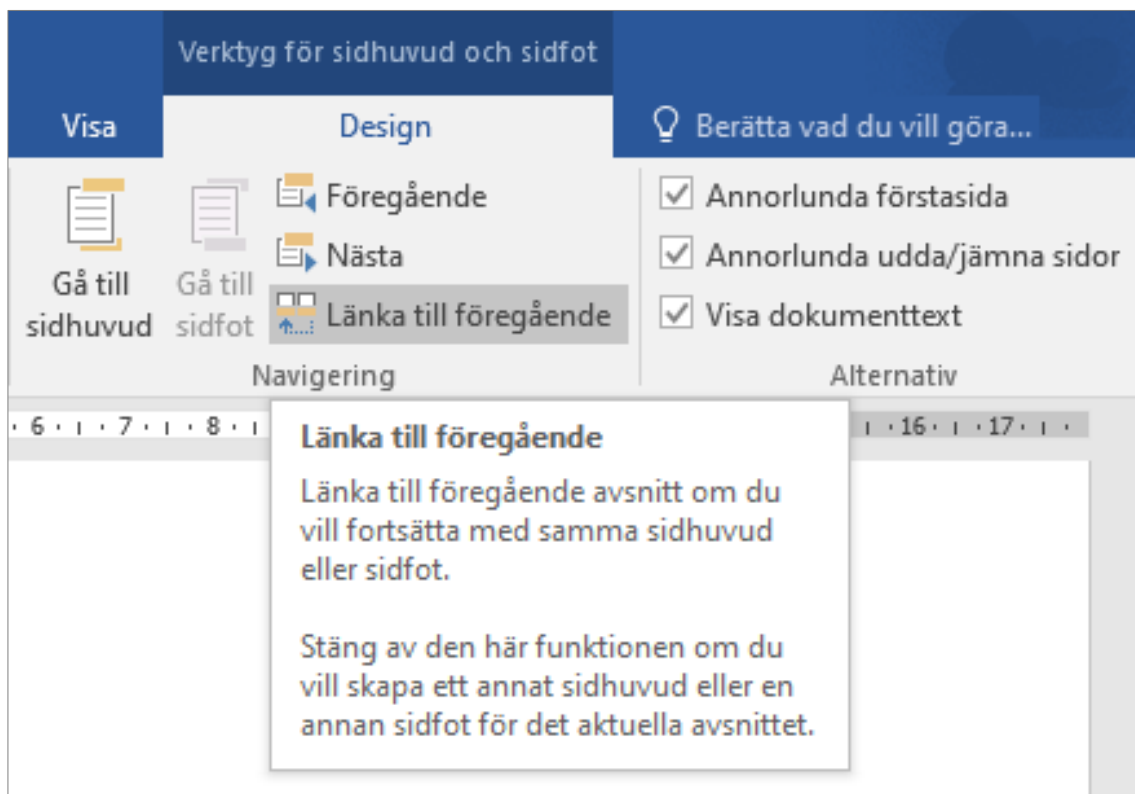 Verktyg för sidhuvud och sidfot
Visa
Design
Berätta vad du vill göra...
Gå till
sidhuvud
Gå till
sidfot
Föregående
Nästa
Länka till föregående
Navigering
Annorlunda förstasida
Annorlunda udda/jämna sidor
Visa dokumenttext
Alternativ
· 6 · ı · 7 · ı · 8 · ı
ı · 16 · ı · 17 · ı ·
Länka till föregående
Länka till föregående avsnitt om du
vill fortsätta med samma sidhuvud
eller sidfot.
Stäng av den här funktionen om du
vill skapa ett annat sidhuvud eller en
annan sidfot för det aktuella avsnittet.